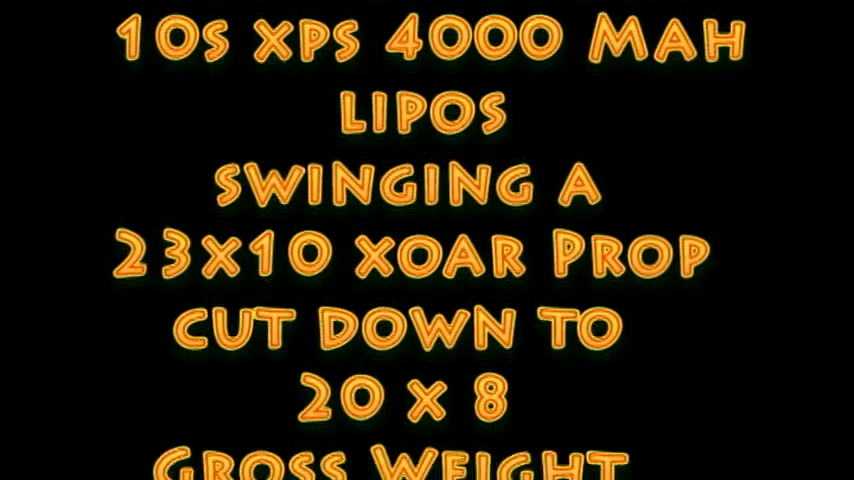 10s xps 4000 Mah
lipos
swinging a
23x10 xoar Prop
cut down to
20 x 8
Gross Weight